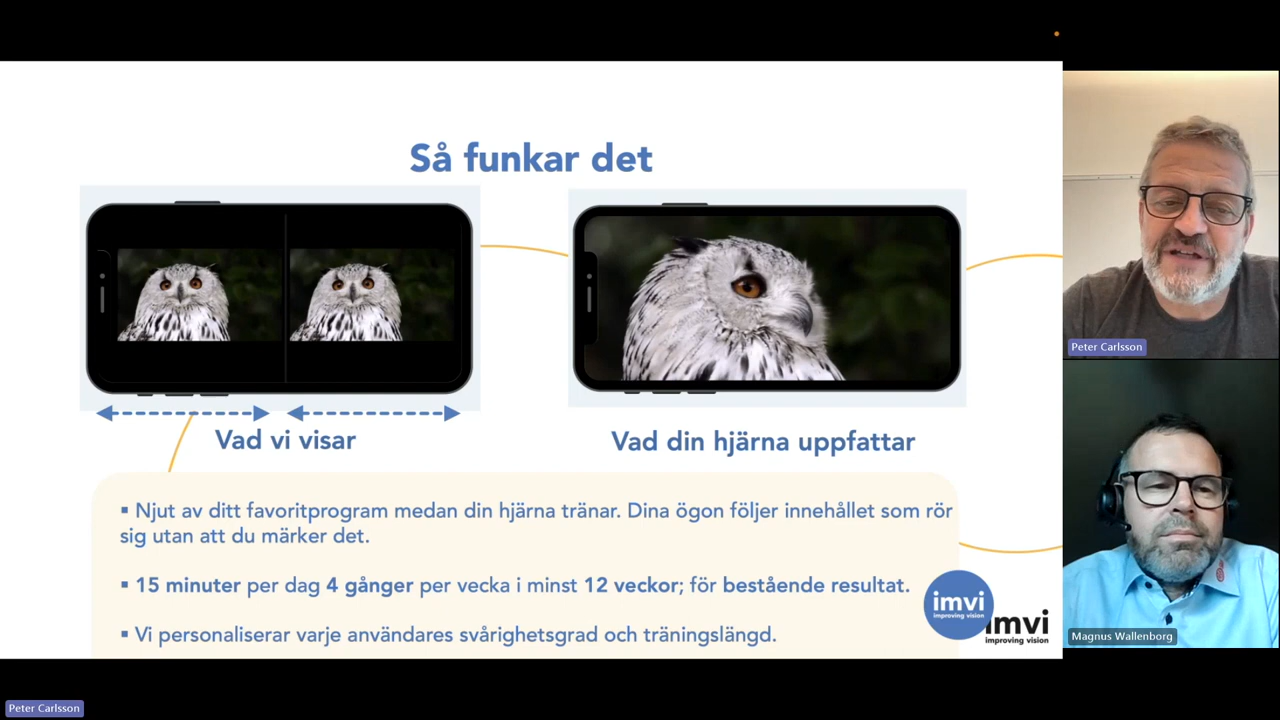 Så funkar det
Vad vi visar
Vad din hjärna uppfattar
▪ Njut av ditt favoritprogram medan din hjärna tränar. Dina ögon följer innehållet som rör
sig utan att du märker det.
▪ 15 minuter per dag 4 gånger per vecka i minst 12 veckor; för bestående resultat.
▪ Vi personaliserar varje användares svårighetsgrad och träningslängd.
imvi
improving vision
imvi
improving vision
Peter Carlsson
Magnus Wallenborg
Peter Carlsson